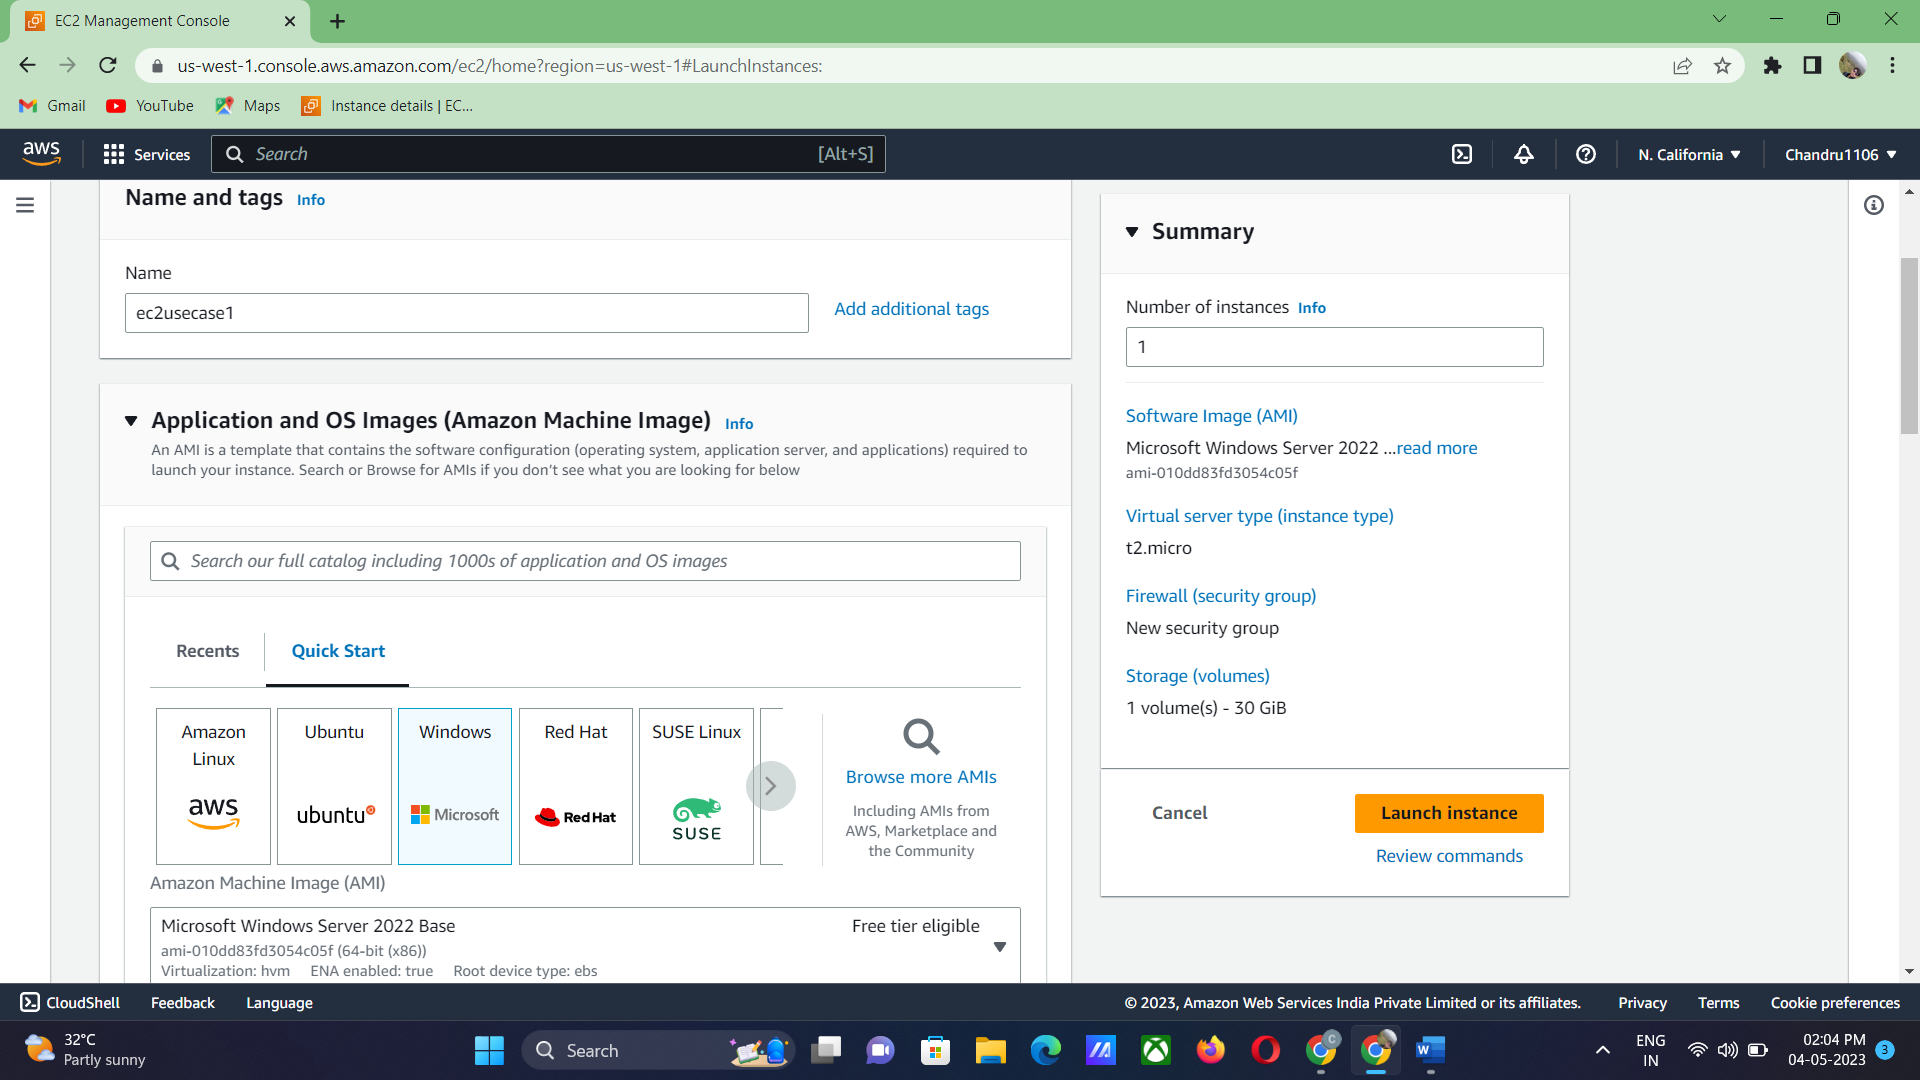 EC2 Management Console
us-west-1.console.aws.amazon.com/ec2/home?region=us-west-1#LaunchInstances:
Gmail YouTube Maps Instance details | EC...
aws Services Search [Alt+S] N. California Chandru1106
Name and tags Info
Name
ec2usecase1 Add additional tags
Application and OS Images (Amazon Machine Image) Info
An AMI is a template that contains the software configuration (operating system, application server, and applications) required to
launch your instance. Search or Browse for AMIs if you don't see what you are looking for below
Search our full catalog including 1000s of application and OS images
Recents Quick Start
Amazon
Linux
aws
Ubuntu
ubuntu
Windows
Microsoft
Red Hat
Red Hat
SUSE Linux
SUSE
Browse more AMIs
Including AMIs from
AWS, Marketplace and
the Community
Amazon Machine Image (AMI)
Microsoft Windows Server 2022 Base Free tier eligible
ami-010dd83fd3054c05f (64-bit (x86))
Virtualization: hvm ENA enabled: true Root device type: ebs
Summary
Number of instances Info
1
Software Image (AMI)
Microsoft Windows Server 2022 ...read more
ami-010dd83fd3054c05f
Virtual server type (instance type)
t2.micro
Firewall (security group)
New security group
Storage (volumes)
1 volume(s) - 30 GiB
Cancel Launch instance
Review commands
CloudShell Feedback Language © 2023, Amazon Web Services India Private Limited or its affiliates. Privacy Terms Cookie preferences
32°C
Partly sunny
Search
C
W
ENG
IN
02:04 PM
04-05-2023
3